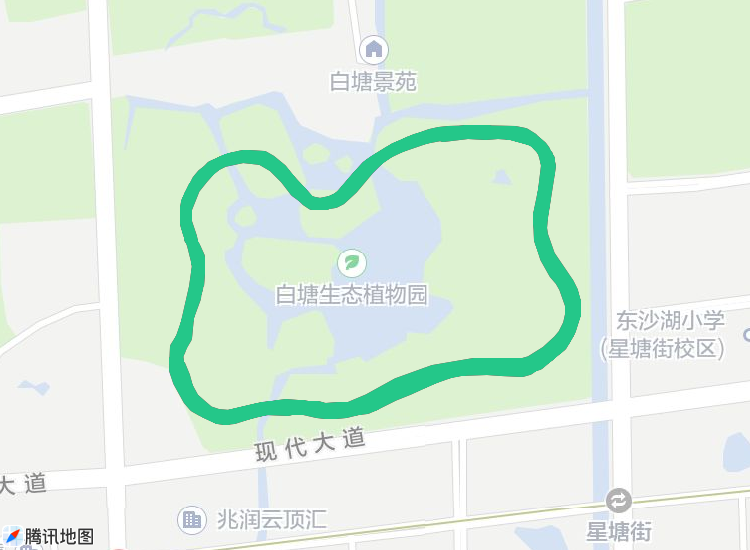 白塘景苑
白塘生态植物园
东沙湖小学
(星塘街校区)
现代大道
大道
兆润云顶汇
星塘街
腾讯地图